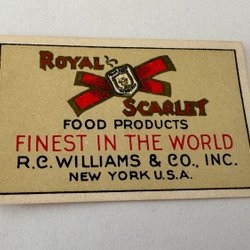 ROYAL
SCARLET
FOOD PRODUCTS
FINEST IN THE WORLD
R.C. WILLIAMS & CO., INC.
NEW YORK U.S.A.